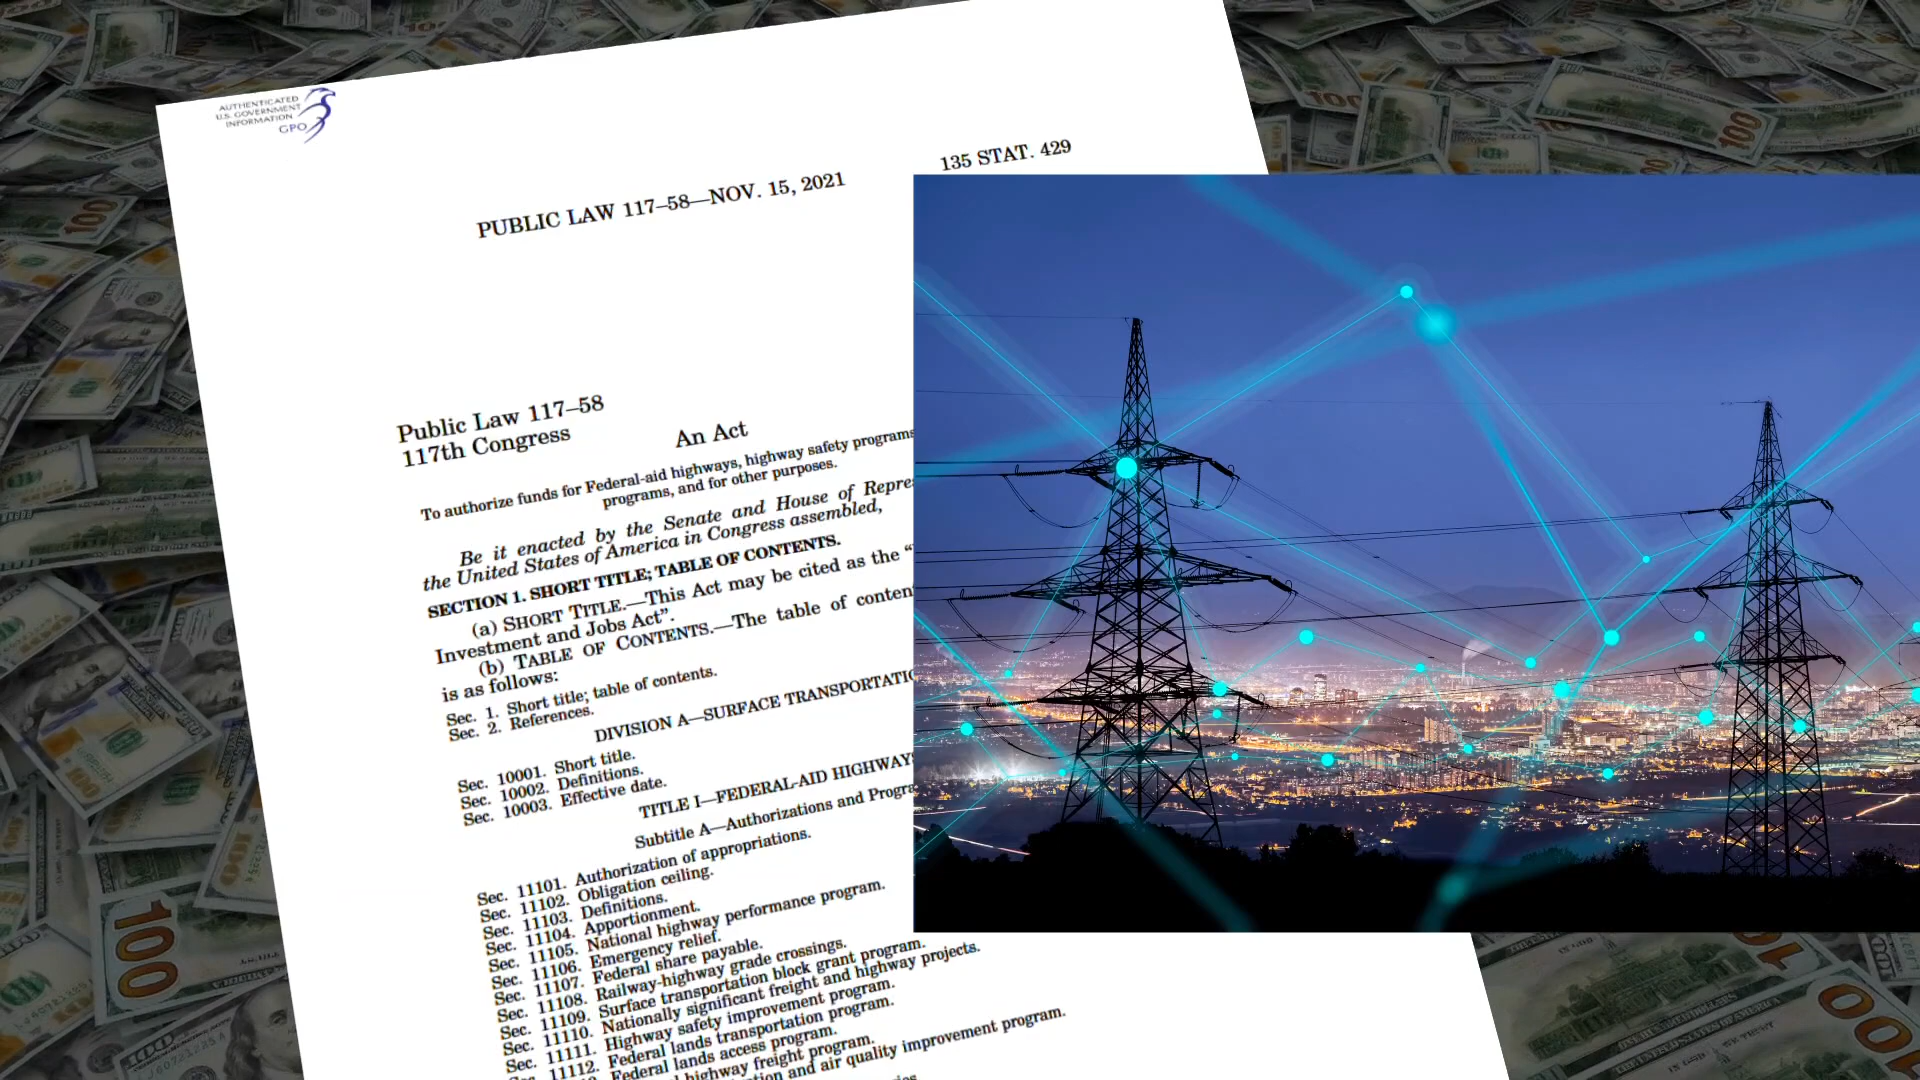 AUTHENTICATED
U.S. GOVERNMENT
INFORMATION
GPO
135 STAT. 429
PUBLIC LAW 117–58—NOV. 15, 2021
Public Law 117–58
117th Congress
An Act
To authorize funds for Federal-aid highways, highway safety programs
programs, and for other purposes.
Be it enacted by the Senate and House of
the United States of America in Congress assembled,
SECTION 1. SHORT TITLE; TABLE OF CONTENTS.
(a) SHORT TITLE.—This Act may be cited as the “
Investment and Jobs Act”.
(b) TABLE OF CONTENTS.—The table of
is as follows:
Sec. 1. Short title; table of contents.
Sec. 2. References.
DIVISION A—SURFACE
Sec. 10001. Short title.
Sec. 10002. Definitions.
Sec. 10003. Effective date.
TITLE I—FEDERAL-AID
Subtitle A—Authorizations and
Sec. 11101. Authorization of appropriations.
Sec. 11102. Obligation ceiling.
Sec. 11103. Definitions.
Sec. 11104. Apportionment.
Sec. 11105. National highway performance program.
Sec. 11106. Emergency relief.
Sec. 11107. Federal share payable.
Sec. 11108. Railway-highway grade crossings.
Sec. 11109. Surface transportation block grant program.
Sec. 11110. Nationally significant freight and highway projects.
Sec. 11111. Highway safety improvement program.
Sec. 11112. Federal lands transportation program.
Federal lands access program.
highway freight program.
and air quality improvement program.
100
100
100
100
100